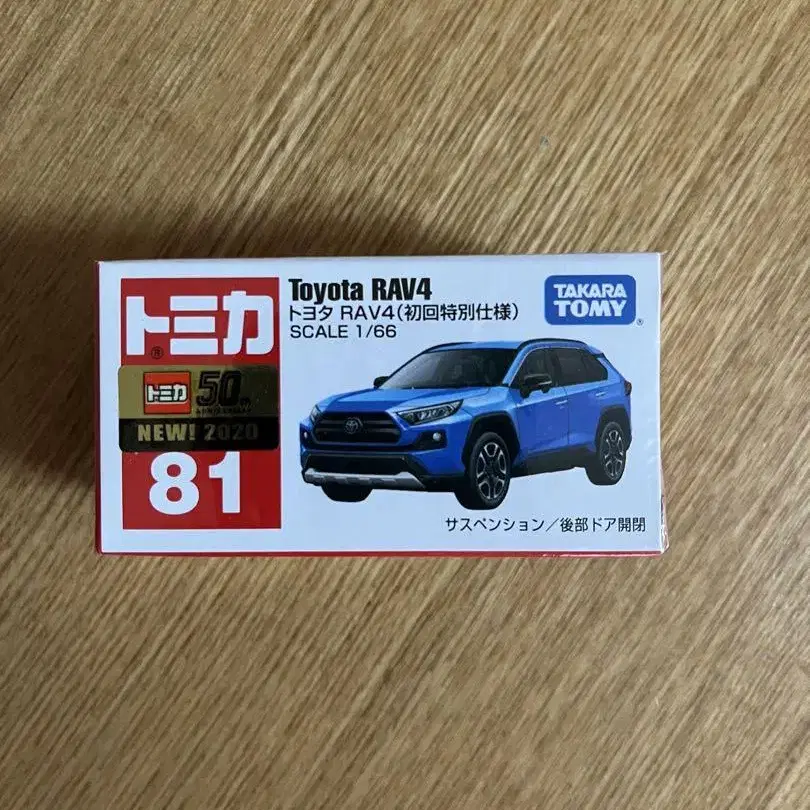 トミカ
®
トミカ 50th
ANNIVERSARY
NEW! 2020
81
Toyota RAV4
トヨタ RAV4(初回特別仕様)
SCALE 1/66
TAKARA
TOMY
®
サスペンション/後部ドア開閉